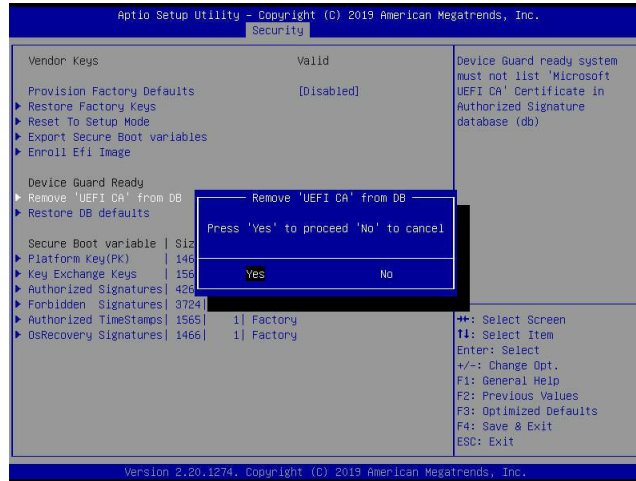 Aptio Setup Utility – Copyright (C) 2019 American Megatrends, Inc.
Security
Vendor Keys Valid
Provision Factory Defaults [Disabled]
Restore Factory Keys
Reset To Setup Mode
Export Secure Boot variables
Enroll Efi Image
Device Guard Ready
Remove 'UEFI CA' from DB
Restore DB defaults
Secure Boot variable | Siz
Platform Key(PK) | 146
Key Exchange Keys | 156
Authorized Signatures| 426
Forbidden Signatures| 3724|
Authorized TimeStamps| 1565| 1| Factory
OsRecovery Signatures| 1466| 1| Factory
Remove 'UEFI CA' from DB
Press 'Yes' to proceed 'No' to cancel
Yes No
Device Guard ready system
must not list 'Microsoft
UEFI CA' Certificate in
Authorized Signature
database (db)
: Select Screen
↑↓: Select Item
Enter: Select
+/-: Change Opt.
F1: General Help
F2: Previous Values
F3: Optimized Defaults
F4: Save & Exit
ESC: Exit
Version 2.20.1274. Copyright (C) 2019 American Megatrends, Inc.